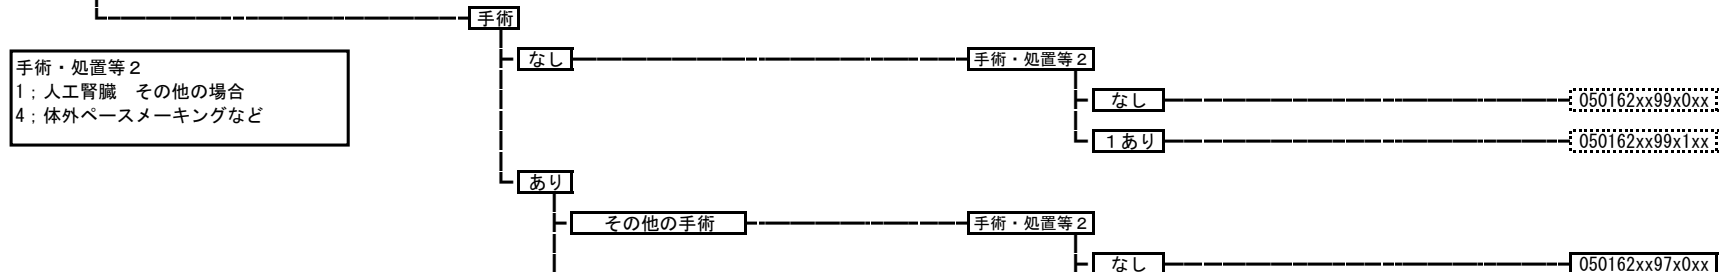 手術
手術・処置等２
1；人工腎臓　その他の場合
4；体外ペースメーキングなど
なし
手術・処置等２
なし
050162xx99x0xx
１あり
050162xx99x1xx
あり
その他の手術
手術・処置等２
なし
050162xx97x0xx